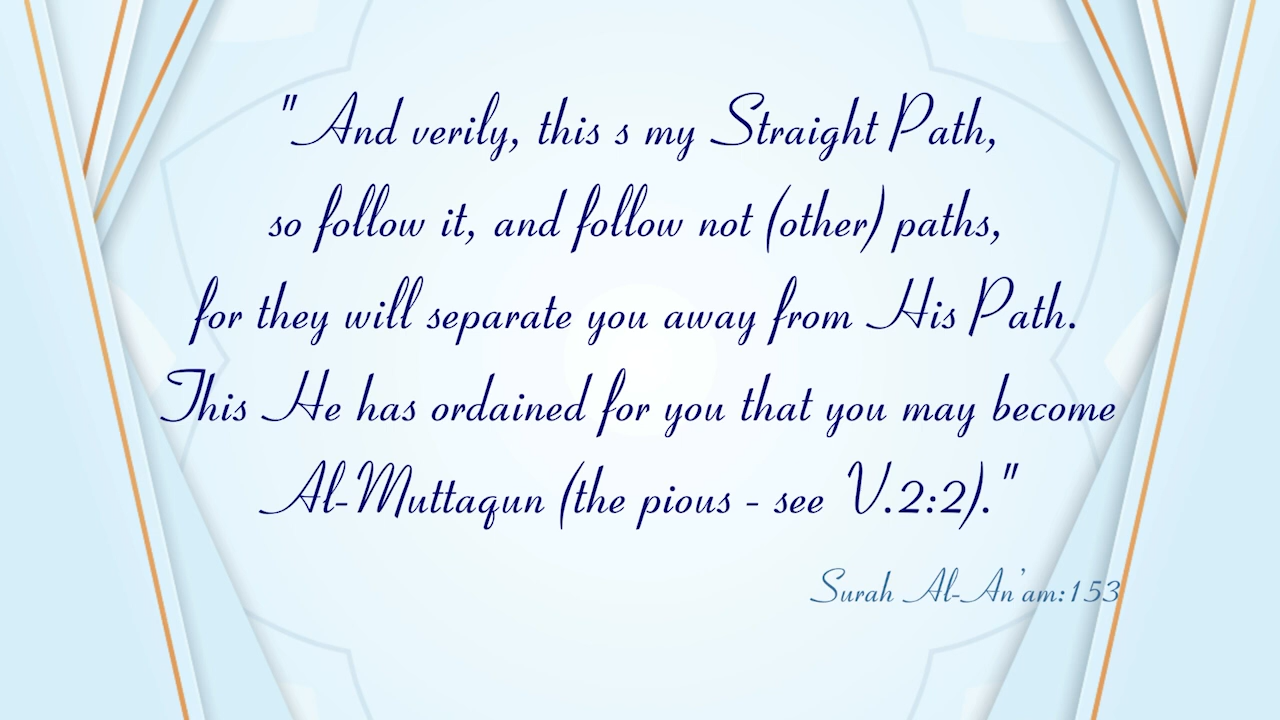 "And verily, this s my Straight Path,
so follow it, and follow not (other) paths,
for they will separate you away from His Path.
This He has ordained for you that you may become
Al-Muttaqun (the pious - see V.2:2)."
Surah Al-An'am:153